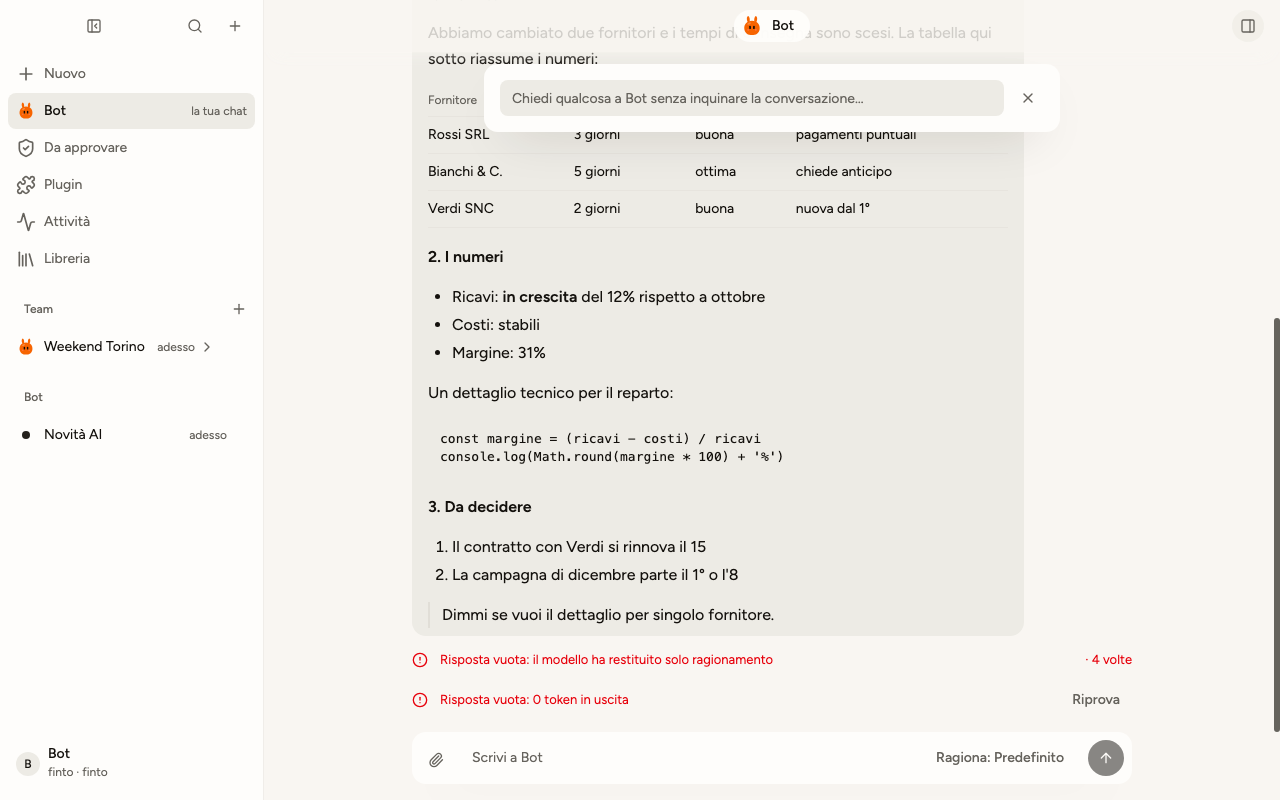 Nuovo
Bot
la tua chat
Da approvare
Plugin
Attività
Libreria
Team
Weekend Torino
adesso
Bot
Novità AI
adesso
B
Bot
finto · finto
Bot
Abbiamo cambiato due fornitori e i tempi di sono scesi. La tabella qui
sotto riassume i numeri:
Chiedi qualcosa a Bot senza inquinare la conversazione…
Fornitore
Rossi SRL 3 giorni buona pagamenti puntuali
Bianchi & C. 5 giorni ottima chiede anticipo
Verdi SNC 2 giorni buona nuova dal 1°
2. I numeri
• Ricavi: in crescita del 12% rispetto a ottobre
• Costi: stabili
• Margine: 31%
Un dettaglio tecnico per il reparto:
const margine = (ricavi − costi) / ricavi
console.log(Math.round(margine * 100) + '%')
3. Da decidere
1. Il contratto con Verdi si rinnova il 15
2. La campagna di dicembre parte il 1° o l'8
Dimmi se vuoi il dettaglio per singolo fornitore.
Risposta vuota: il modello ha restituito solo ragionamento · 4 volte
Risposta vuota: 0 token in uscita Riprova
Scrivi a Bot Ragiona: Predefinito